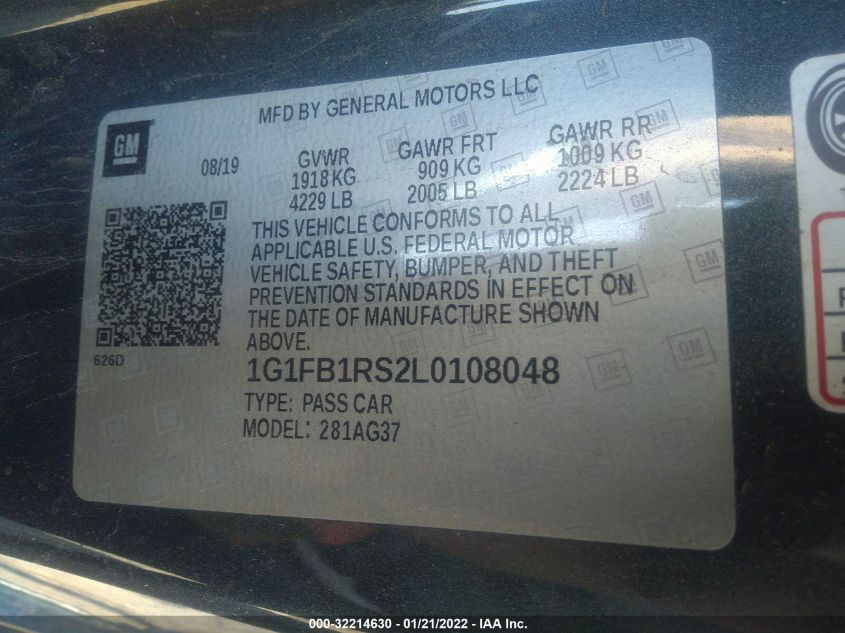 MFD BY GENERAL MOTORS LLC
GM
08/19
GVWR
1918 KG
4229 LB
GAWR FRT
909 KG
2005 LB
GAWR RR
1009 KG
2224 LB
THIS VEHICLE CONFORMS TO ALL
APPLICABLE U.S. FEDERAL MOTOR
VEHICLE SAFETY, BUMPER, AND THEFT
PREVENTION STANDARDS IN EFFECT ON
THE DATE OF MANUFACTURE SHOWN
ABOVE.
626D
1G1FB1RS2L0108048
TYPE: PASS CAR
MODEL: 281AG37
000-32214630 - 01/21/2022 - IAA Inc.